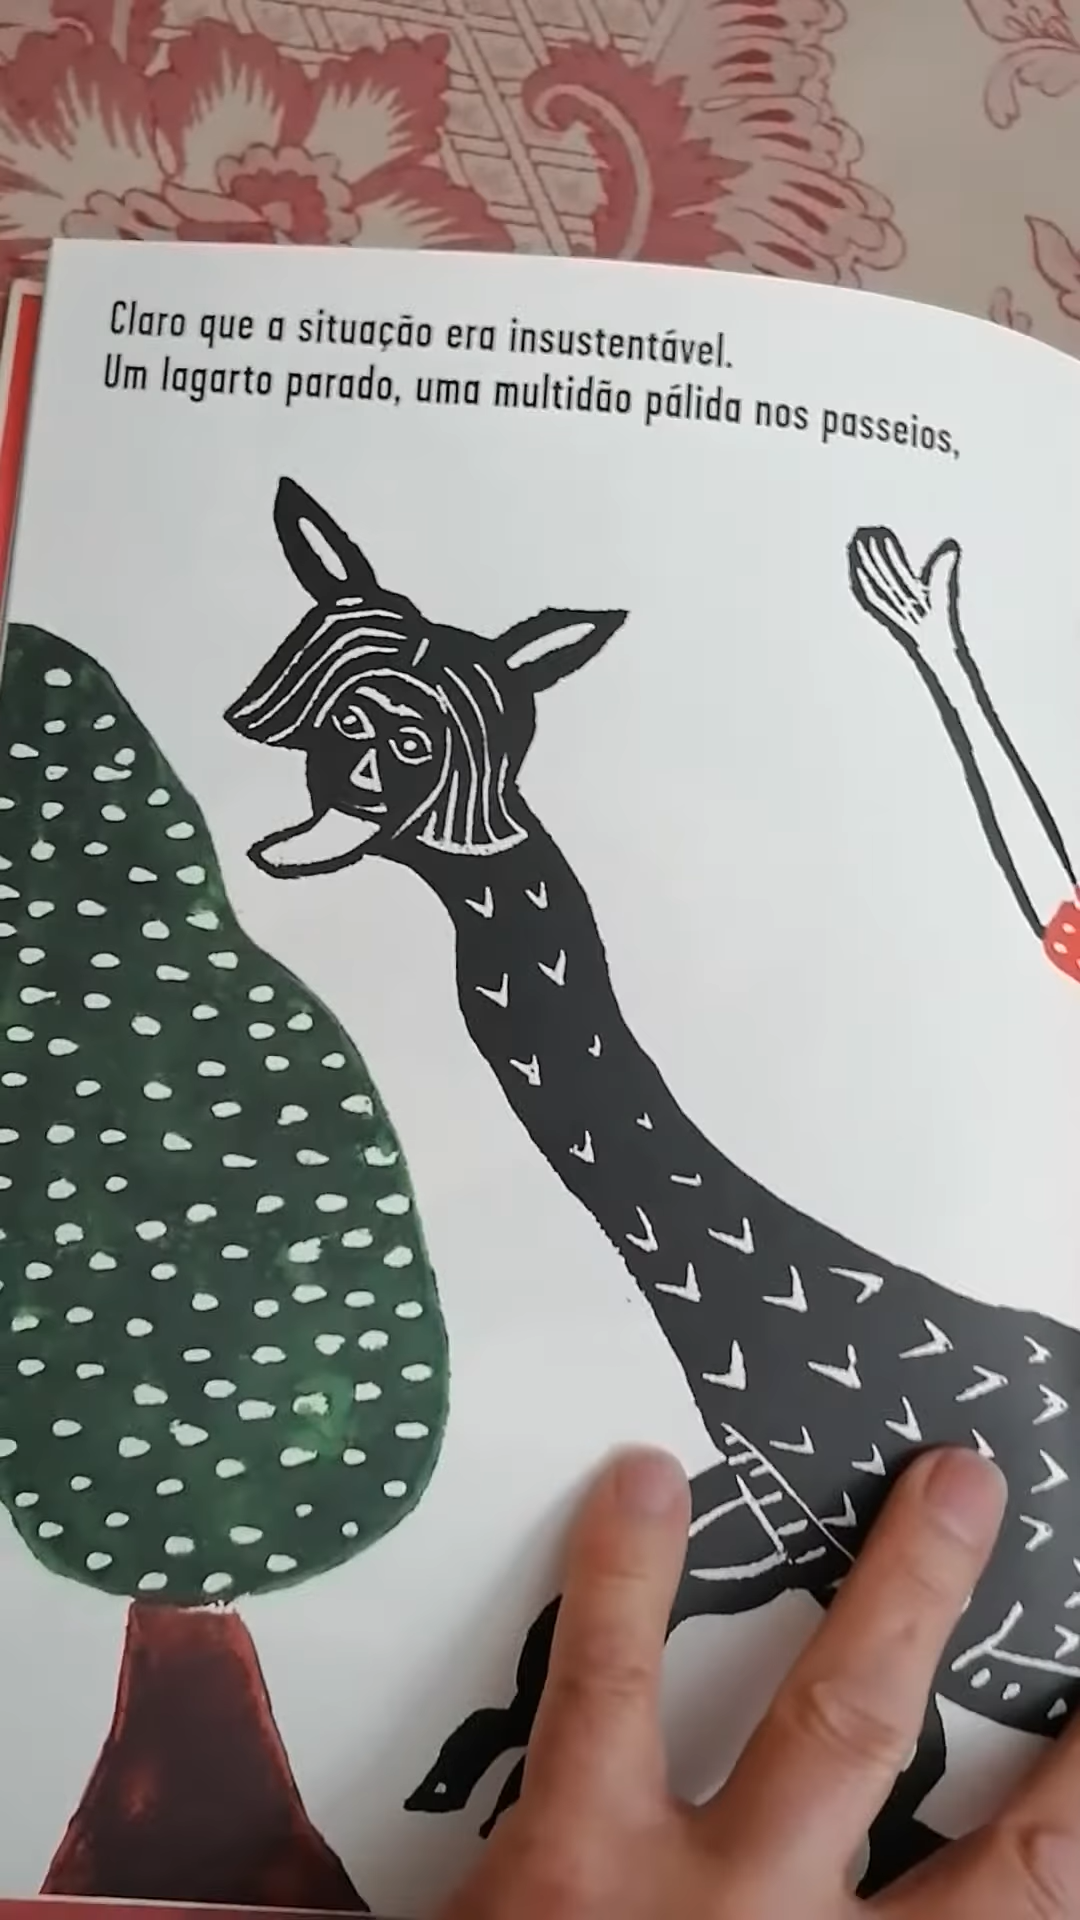 Claro que a situação era insustentável.
Um lagarto parado, uma multidão pálida nos passeios,